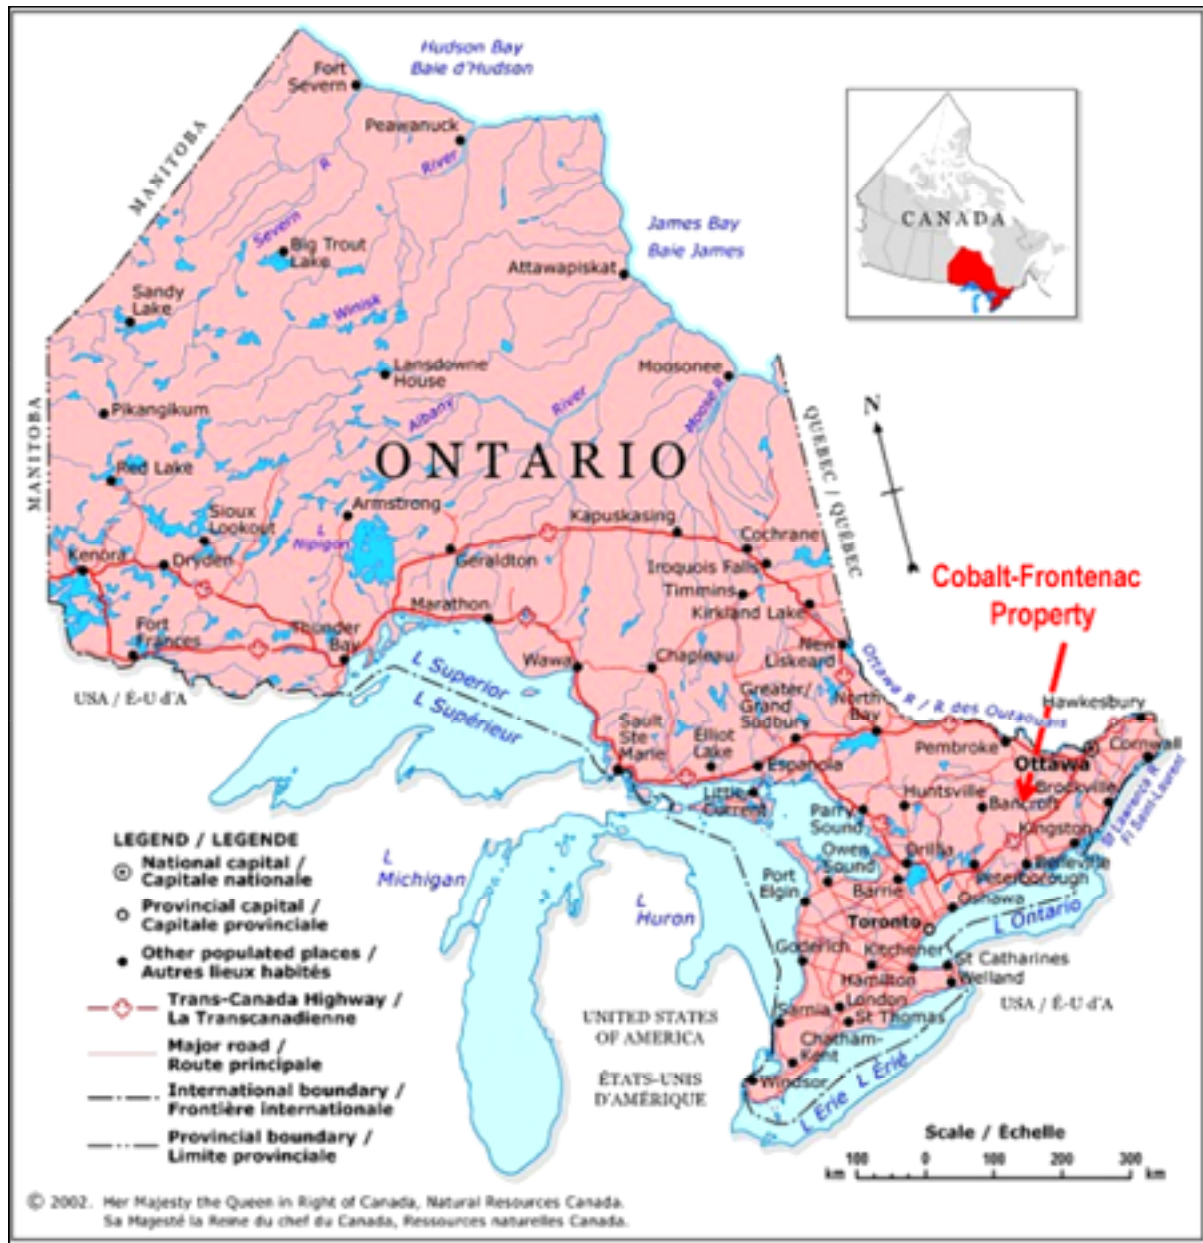 Hudson Bay
Baie d'Hudson
Fort
Severn
Peawanuck
MANITOBA
R
River
Severn
James Bay
Baie James
Big Trout
Lake
Attawapiskat
Sandy
Lake
Winisk
CANADA
Lansdowne
House
Moosonee
Pikangikum
Albany
River
Moose R
MANITOBA
QUEBEC / QUÉBEC
N
ONTARIO
Red Lake
Armstrong
Sioux
Lookout
L
Nipigon
Kapuskasing
Cochrane
Kenora
Dryden
Geraldton
Iroquois Falls
Timmins
Kirkland Lake
Cobalt-Frontenac
Property
Marathon
Fort
Frances
Thunder
Bay
New
Liskeard
Wawa
Chapleau
USA / É-U d'A
L Superior
L Supérieur
Ottawa R / R des Outaouais
Greater/
Grand
Sudbury
North
Bay
Hawkesbury
Sault
Ste
Marie
Elliot
Lake
Espanola
Pembroke
Ottawa
Cornwall
Little
Current
Huntsville
Bancroft
Brockville
Parry
Sound
Kingston
St Lawrence R
Fl Saint-Laurent
Owen
Sound
Orillia
Belleville
Peterborough
Port
Elgin
Barrie
Oshawa
L
Michigan
L
Huron
Toronto
L Ontario
Goderich
Kitchener
St Catharines
Hamilton
Welland
London
Sarnia
St Thomas
USA / É-U d'A
UNITED STATES
OF AMERICA
Chatham-
Kent
ÉTATS-UNIS
D'AMÉRIQUE
Windsor
L Érié
L Erie
LEGEND / LEGENDE
National capital /
Capitale nationale
Provincial capital /
Capitale provinciale
Other populated places /
Autres lieux habités
Trans-Canada Highway /
La Transcanadienne
Major road /
Route principale
International boundary /
Frontière internationale
Provincial boundary /
Limite provinciale
Scale / Échelle
100 0 100 200 300
km km
© 2002. Her Majesty the Queen in Right of Canada, Natural Resources Canada.
Sa Majesté la Reine du chef du Canada, Ressources naturelles Canada.